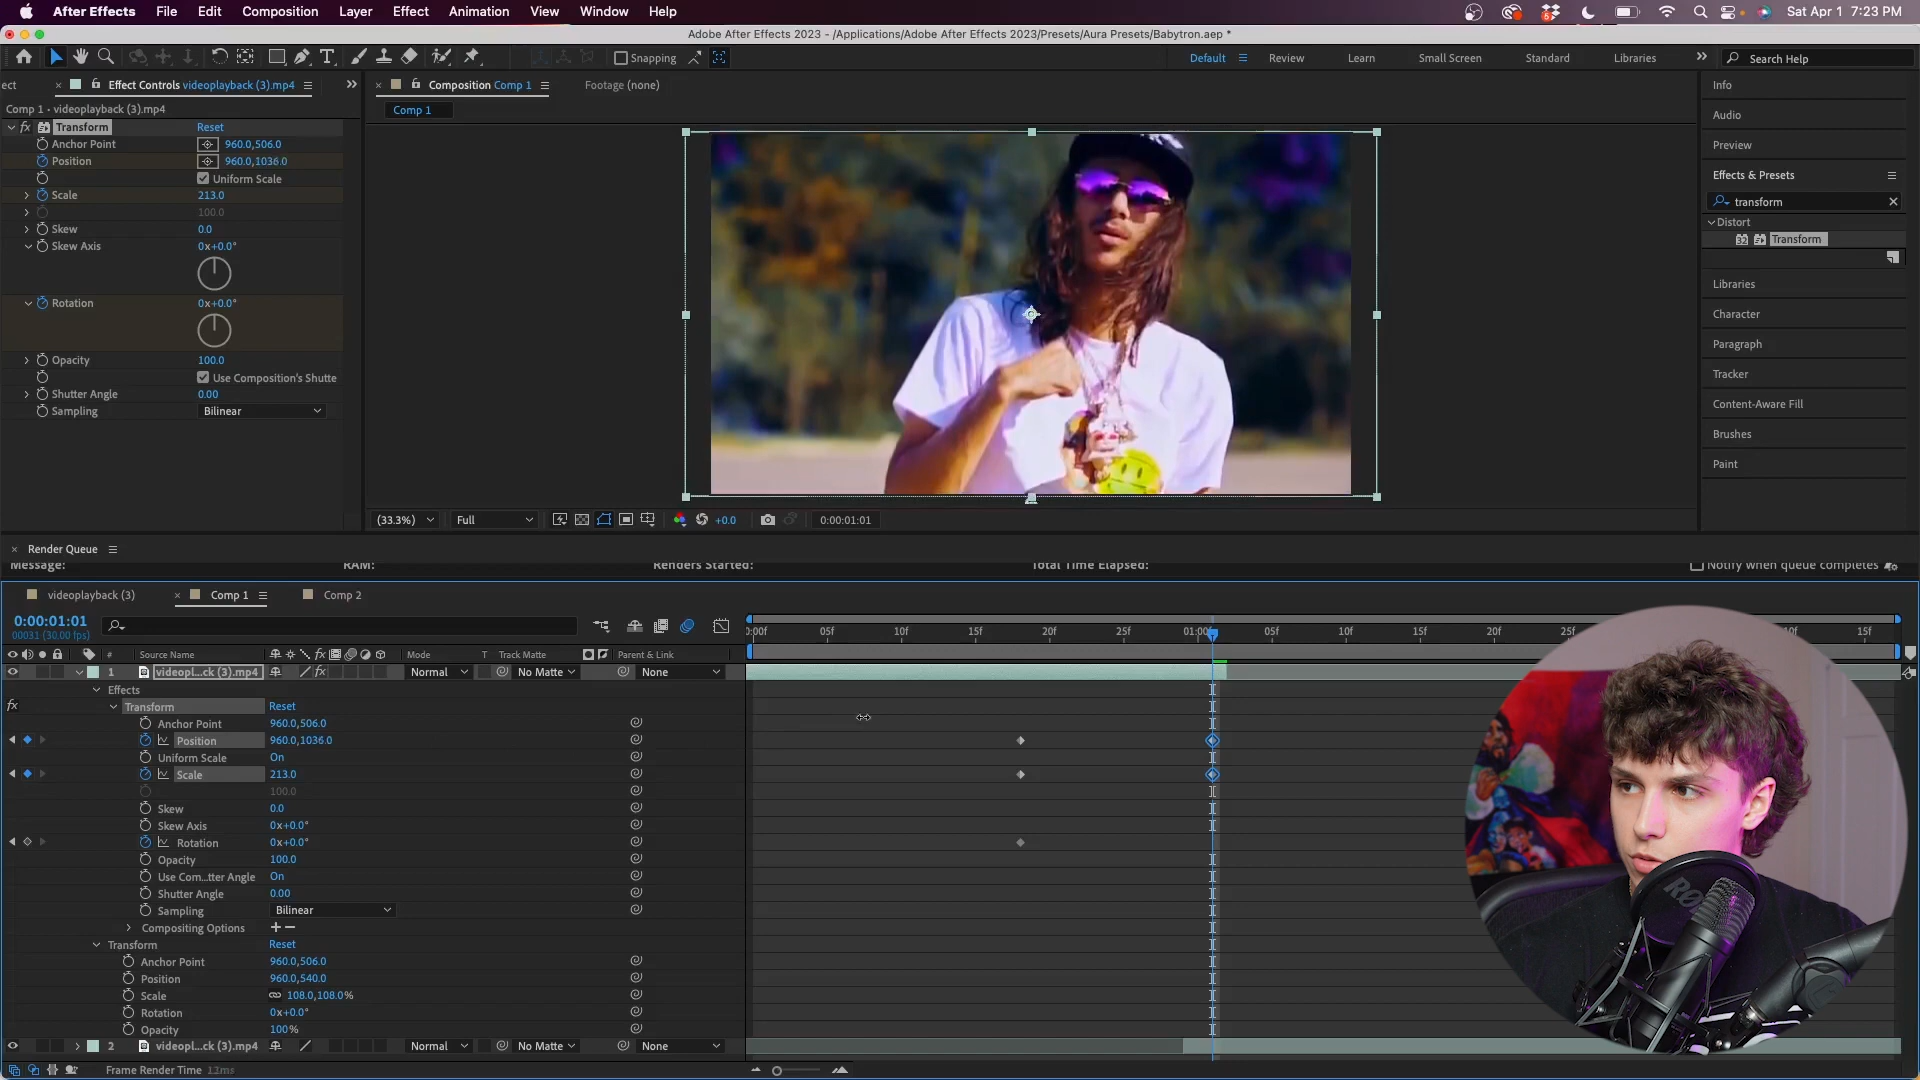 After Effects File Edit Composition Layer Effect Animation View Window Help
Sat Apr 1 7:23 PM
Adobe After Effects 2023 - /Applications/Adobe After Effects 2023/Presets/Aura Presets/Babytron.aep *
Snapping
Default Review Learn Small Screen Standard Libraries Search Help
ect Effect Controls videoplayback (3).mp4
Composition Comp 1 Footage (none)
Comp 1 • videoplayback (3).mp4
Comp 1
fx Transform Reset
Anchor Point 960.0,506.0
Position 960.0,1036.0
Uniform Scale
Scale 213.0
100.0
Skew 0.0
Skew Axis 0x+0.0°
Rotation 0x+0.0°
Opacity 100.0
Use Composition's Shutte
Shutter Angle 0.00
Sampling Bilinear
Info
Audio
Preview
Effects & Presets
transform
Distort
32 Transform
Libraries
Character
Paragraph
Tracker
Content-Aware Fill
Brushes
Paint
(33.3%) Full +0.0 0:00:01:01
Render Queue
Message: RAM: Renders Started: Total Time Elapsed: Notify when queue completes
videoplayback (3) Comp 1 Comp 2
0:00:01:01
00031 (30.00 fps)
0:00f 05f 10f 15f 20f 25f 01:00f 05f 10f 15f 20f 10f 15f
# Source Name Mode T Track Matte Parent & Link
1 videopl...ck (3).mp4 Normal No Matte None
Effects
fx Transform Reset
Anchor Point 960.0,506.0
Position 960.0,1036.0
Uniform Scale On
Scale 213.0
100.0
Skew 0.0
Skew Axis 0x+0.0°
Rotation 0x+0.0°
Opacity 100.0
Use Com...tter Angle On
Shutter Angle 0.00
Sampling Bilinear
Compositing Options
Transform Reset
Anchor Point 960.0,506.0
Position 960.0,540.0
Scale 108.0,108.0%
Rotation 0x+0.0°
Opacity 100%
2 videopl...ck (3).mp4 Normal No Matte None
Frame Render Time 12ms